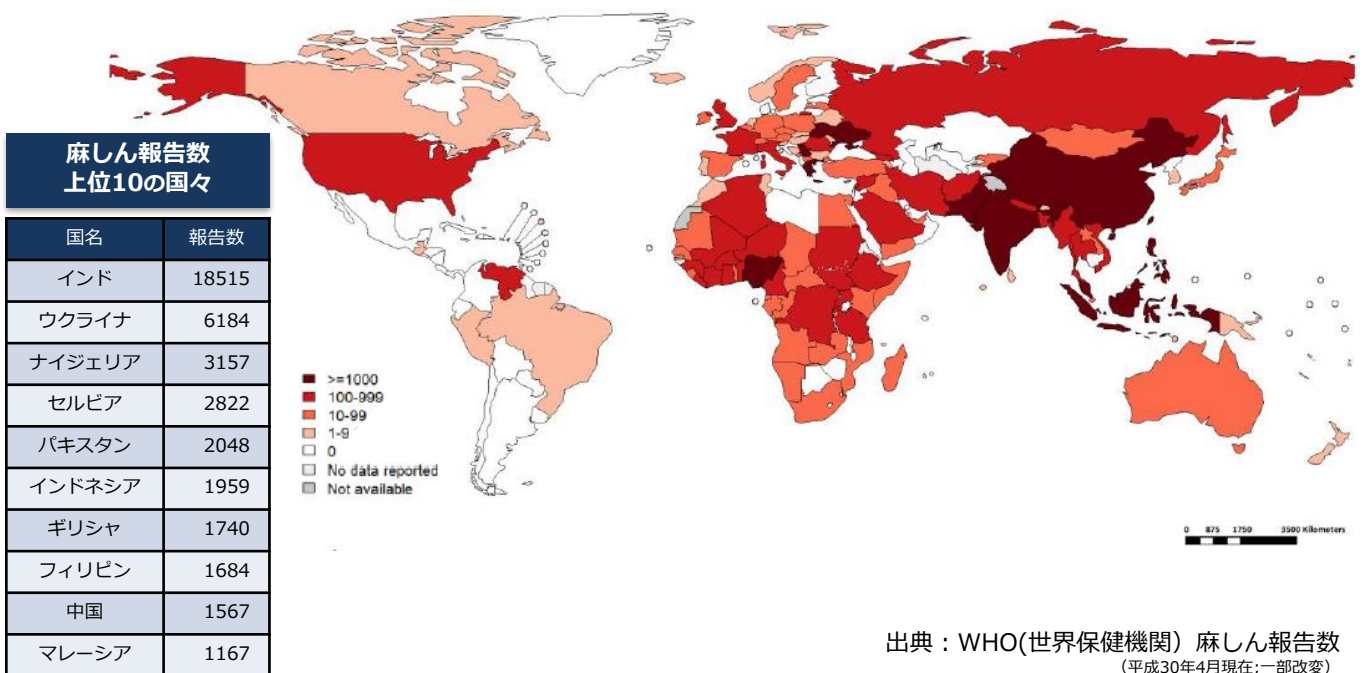 麻しん報告数
上位10の国々
国名 報告数
インド 18515
ウクライナ 6184
ナイジェリア 3157
セルビア 2822
パキスタン 2048
インドネシア 1959
ギリシャ 1740
フィリピン 1684
中国 1567
マレーシア 1167
>=1000
100-999
10-99
1-9
0
No data reported
Not available
0 875 1750 3500 Kilometers
出典：WHO(世界保健機関）麻しん報告数
（平成30年4月現在;一部改変）